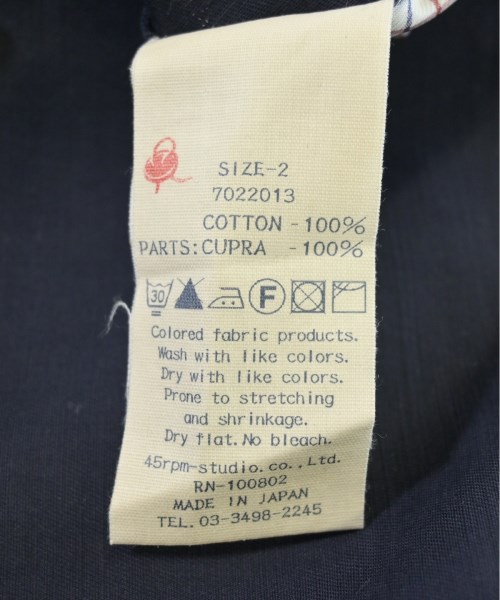 SIZE-2
7022013
COTTON -100%
PARTS:CUPRA -100%
30 F
Colored fabric products.
Wash with like colors.
Dry with like colors.
Prone to stretching
and shrinkage.
Dry flat.No bleach.
45rpm-studio.co.,Ltd.
RN-100802
MADE IN JAPAN
TEL. 03-3498-2245